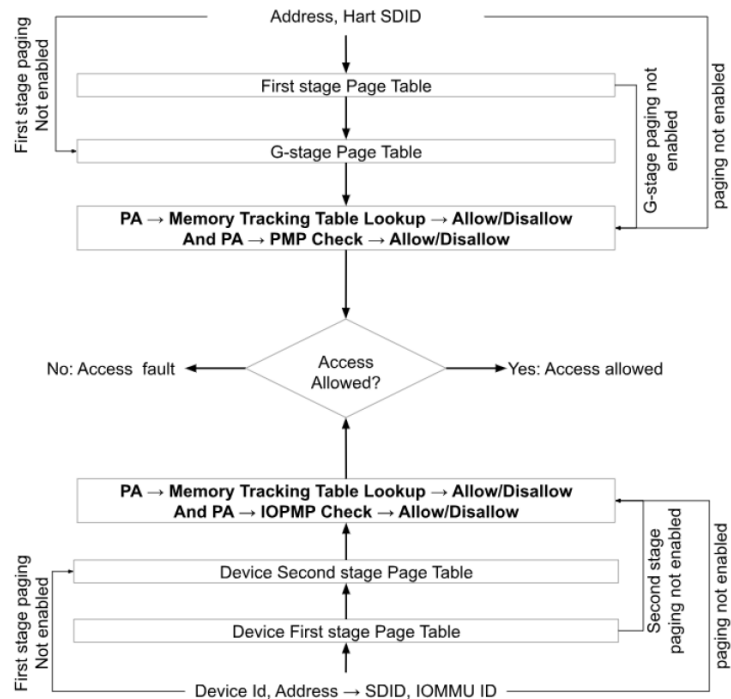 Address, Hart SDID
First stage paging
Not enabled
First stage Page Table
G-stage Page Table
G-stage paging not
enabled
paging not enabled
PA → Memory Tracking Table Lookup → Allow/Disallow
And PA → PMP Check → Allow/Disallow
No: Access fault
Access
Allowed?
Yes: Access allowed
PA → Memory Tracking Table Lookup → Allow/Disallow
And PA → IOPMP Check → Allow/Disallow
Device Second stage Page Table
Device First stage Page Table
First stage paging
Not enabled
Second stage
paging not enabled
paging not enabled
Device Id, Address → SDID, IOMMU ID